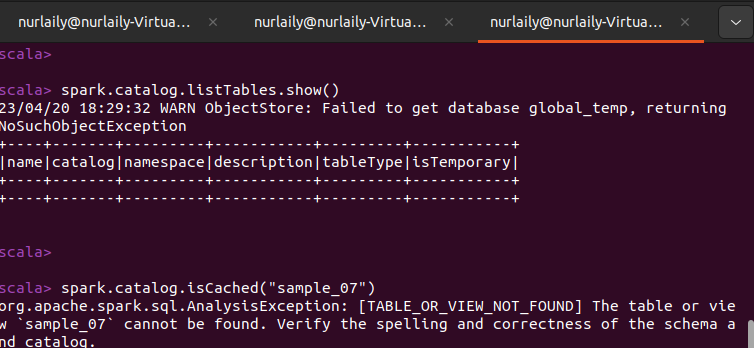 nurlaily@nurlaily-Virtua... nurlaily@nurlaily-Virtua... nurlaily@nurlaily-Virtua...
scala>
scala> spark.catalog.listTables.show()
23/04/20 18:29:32 WARN ObjectStore: Failed to get database global_temp, returning
NoSuchObjectException
+----+-------+---------+-----------+---------+-----------+
|name|catalog|namespace|description|tableType|isTemporary|
+----+-------+---------+-----------+---------+-----------+
+----+-------+---------+-----------+---------+-----------+
scala>
scala> spark.catalog.isCached("sample_07")
org.apache.spark.sql.AnalysisException: [TABLE_OR_VIEW_NOT_FOUND] The table or vie
w `sample_07` cannot be found. Verify the spelling and correctness of the schema a
nd catalog.